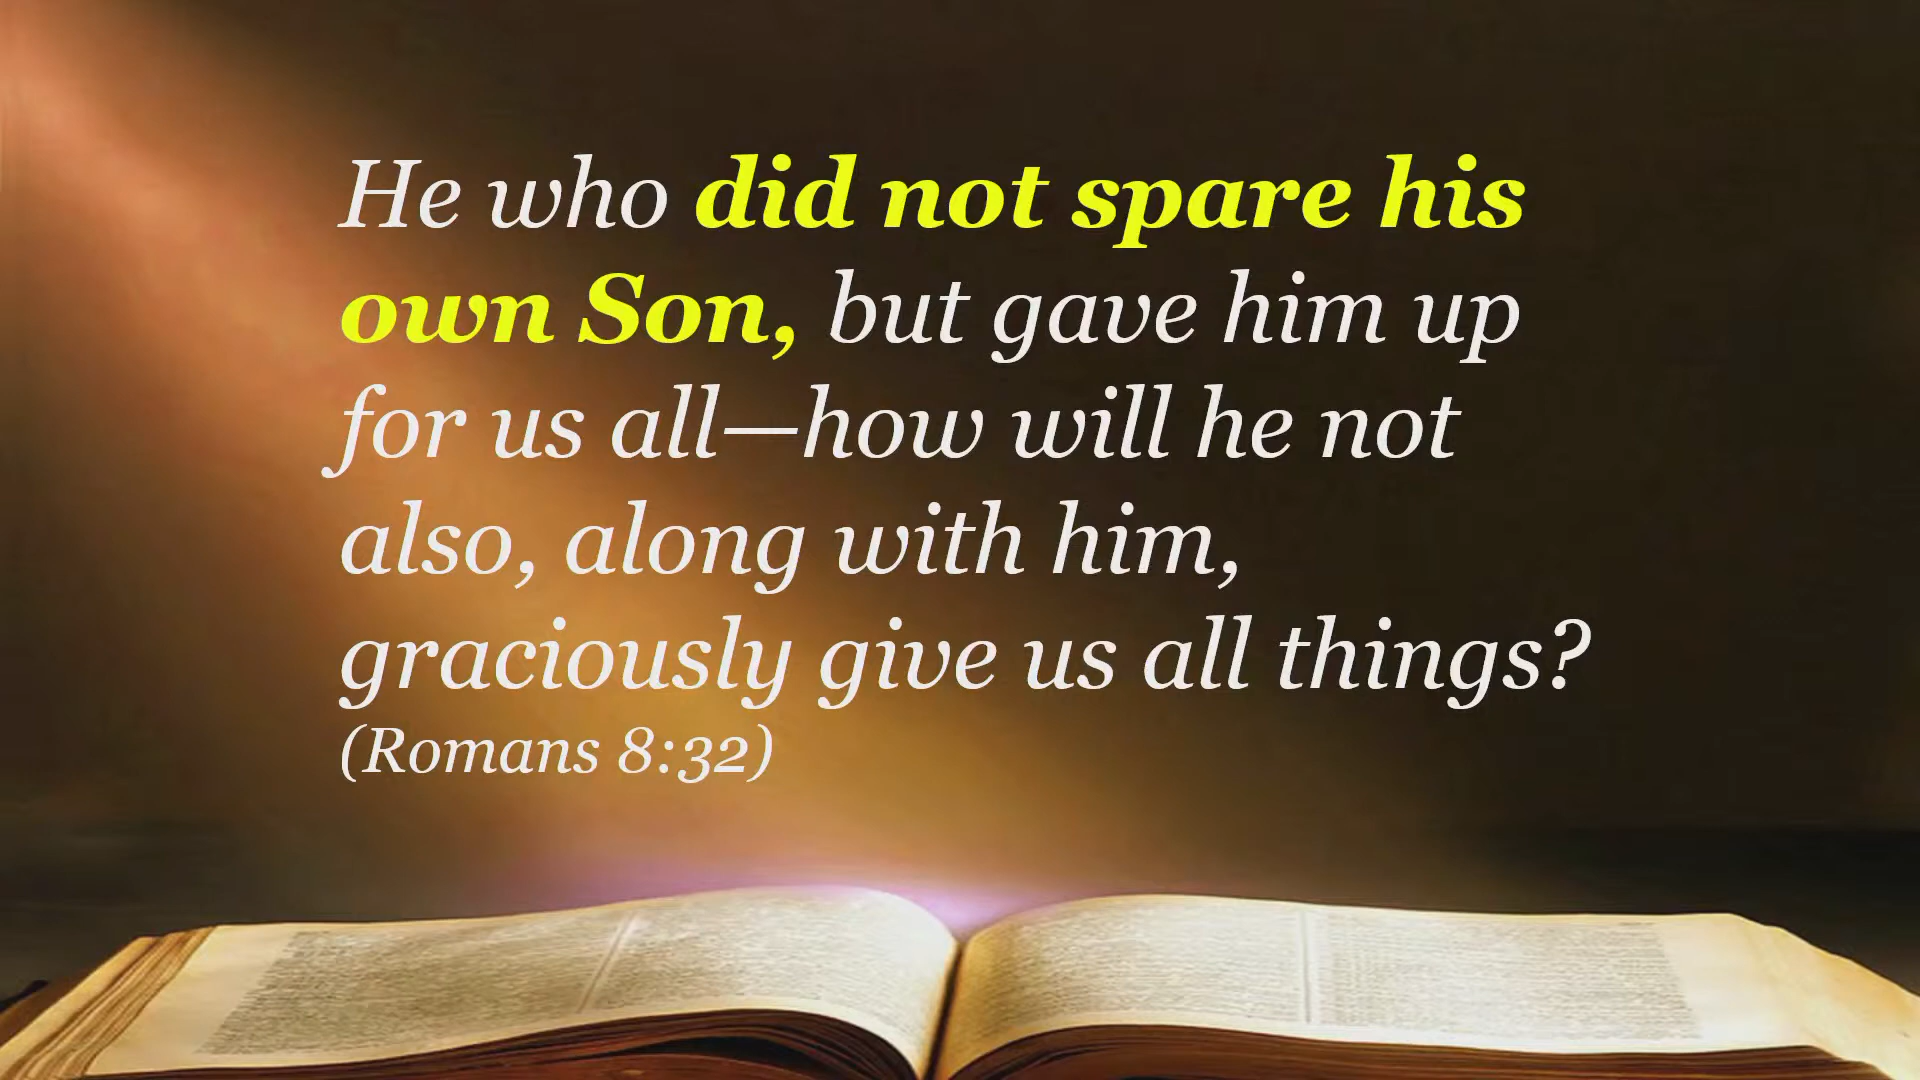 He who did not spare his
own Son, but gave him up
for us all—how will he not
also, along with him,
graciously give us all things?
(Romans 8:32)